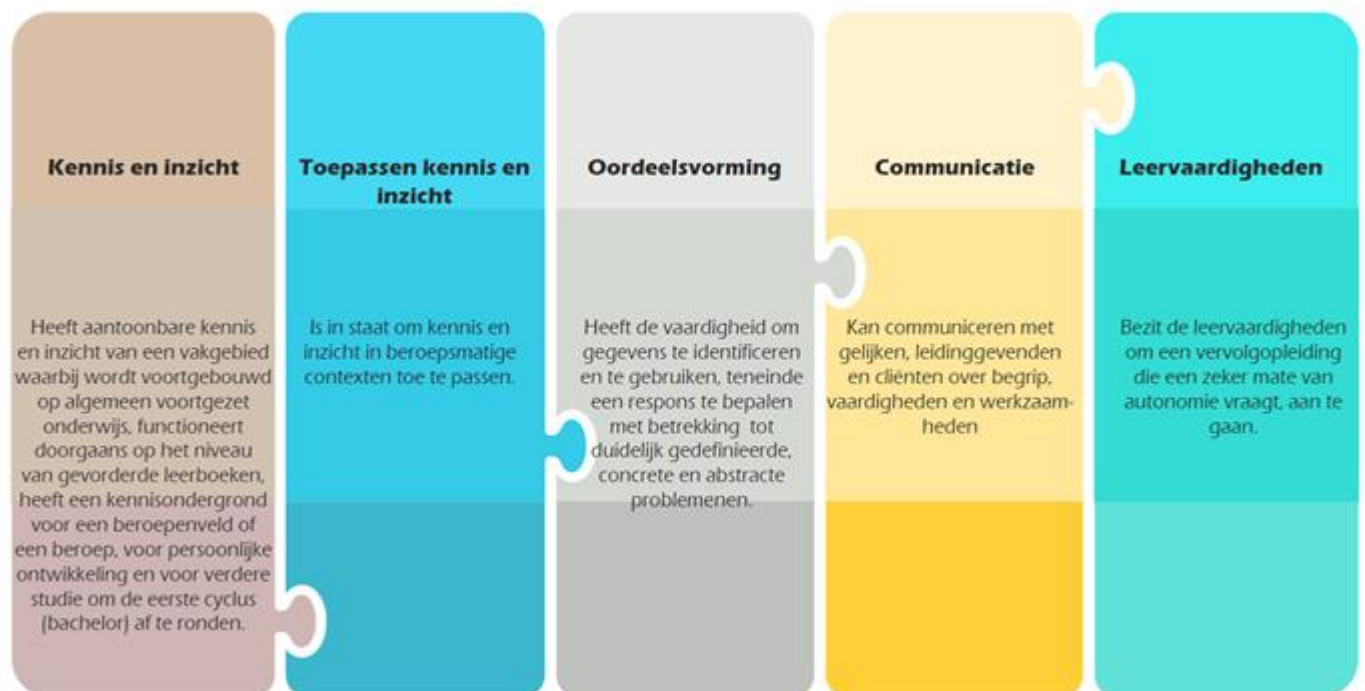 Kennis en inzicht
Heeft aantoonbare kennis
en inzicht van een vakgebied
waarbij wordt voortgebouwd
op algemeen voortgezet
onderwijs, functioneert
doorgaans op het niveau
van gevorderde leerboeken,
heeft een kennisondergrond
voor een beroepenveld of
een beroep, voor persoonlijke
ontwikkeling en voor verdere
studie om de eerste cyclus
(bachelor) af te ronden.
Toepassen kennis en
inzicht
Is in staat om kennis en
inzicht in beroepsmatige
contexten toe te passen.
Oordeelsvorming
Heeft de vaardigheid om
gegevens te identificeren
en te gebruiken, teneinde
een respons te bepalen
met betrekking tot
duidelijk gedefinieerde,
concrete en abstracte
problemenen.
Communicatie
Kan communiceren met
gelijken, leidinggevenden
en cliënten over begrip,
vaardigheden en werkzaam-
heden
Leervaardigheden
Bezit de leervaardigheden
om een vervolgopleiding
die een zeker mate van
autonomie vraagt, aan te
gaan.